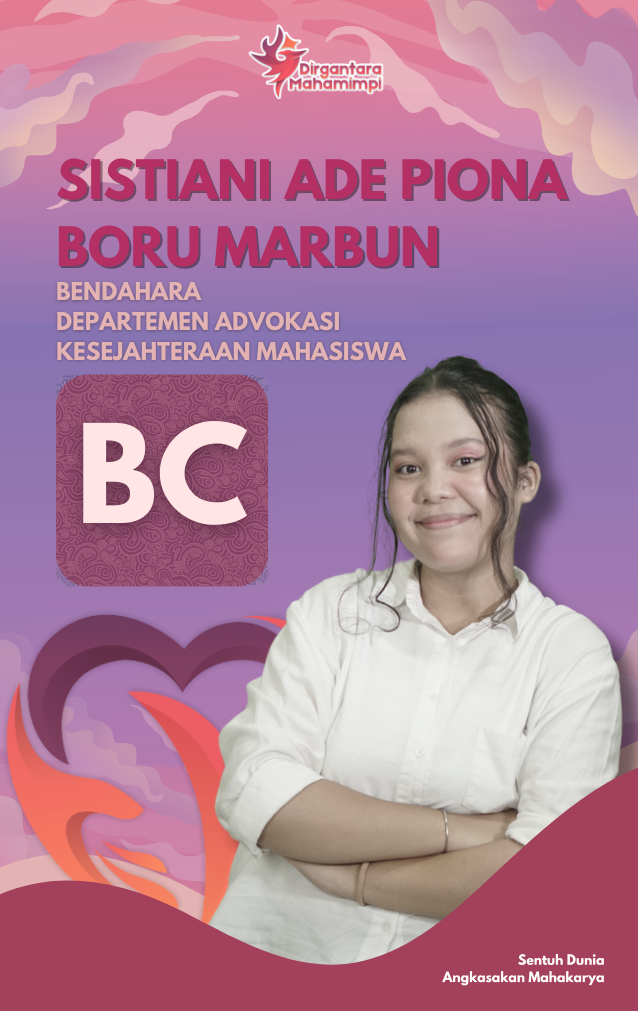 Dirgantara
Mahamimpi
SISTIANI ADE PIONA
BORU MARBUN
BENDAHARA
DEPARTEMEN ADVOKASI
KESEJAHTERAAN MAHASISWA
BC
Sentuh Dunia
Angkasakan Mahakarya